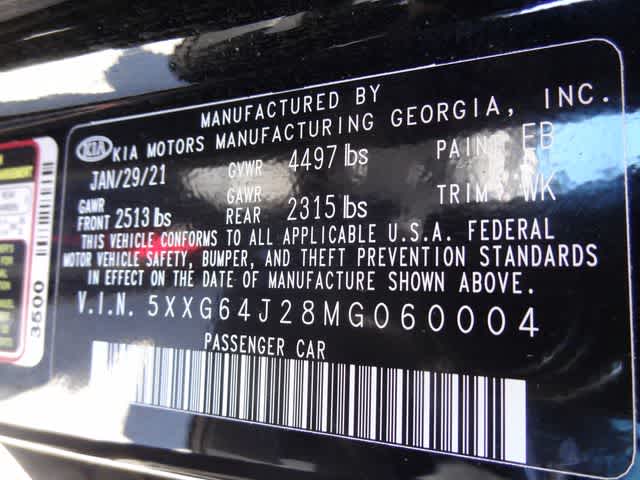 MANUFACTURED BY
KIA KIA MOTORS MANUFACTURING GEORGIA, INC.
JAN/29/21 GVWR 4497 lbs PAINT EB
GAWR FRONT 2513 lbs GAWR REAR 2315 lbs TRIM WK
THIS VEHICLE CONFORMS TO ALL APPLICABLE U.S.A. FEDERAL
MOTOR VEHICLE SAFETY, BUMPER, AND THEFT PREVENTION STANDARDS
IN EFFECT ON THE DATE OF MANUFACTURE SHOWN ABOVE.
V.I.N. 5XXG64J28MG060004
PASSENGER CAR
3500